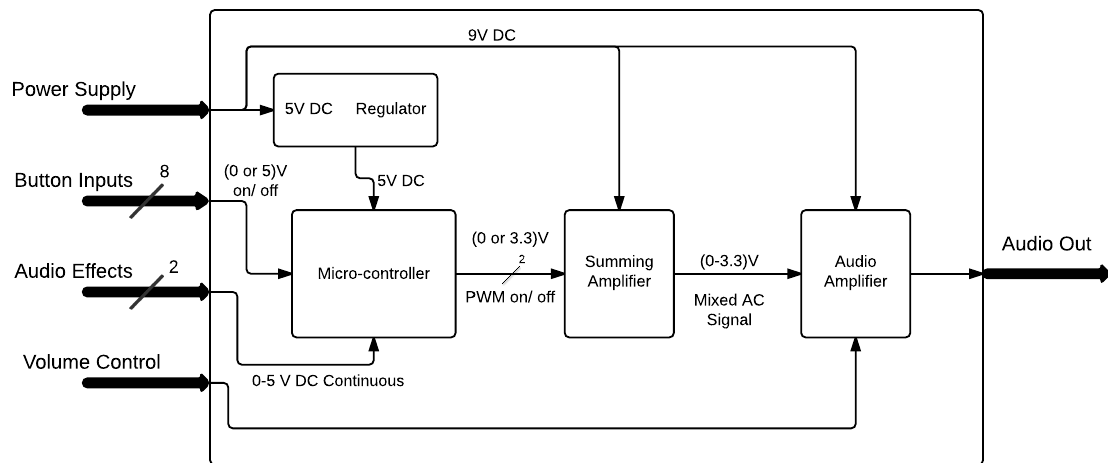 9V DC
Power Supply
5V DC Regulator
Button Inputs
8
(0 or 5)V
on/ off
5V DC
Audio Effects
2
Micro-controller
(0 or 3.3)V
2
PWM on/ off
Summing
Amplifier
(0-3.3)V
Mixed AC
Signal
Audio
Amplifier
Audio Out
Volume Control
0-5 V DC Continuous